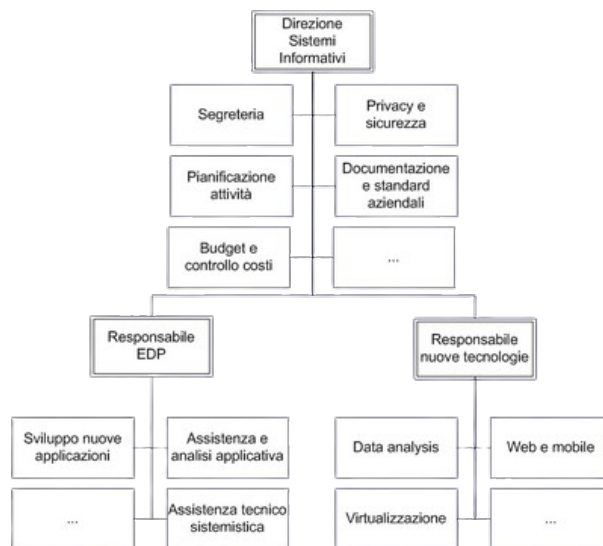 Direzione
Sistemi
Informativi
Segreteria
Privacy e
sicurezza
Pianificazione
attività
Documentazione
e standard
aziendali
Budget e
controllo costi
...
Responsabile
EDP
Responsabile
nuove tecnologie
Sviluppo nuove
applicazioni
Assistenza e
analisi applicativa
Data analysis
Web e mobile
...
Assistenza tecnico
sistemistica
Virtualizzazione
...